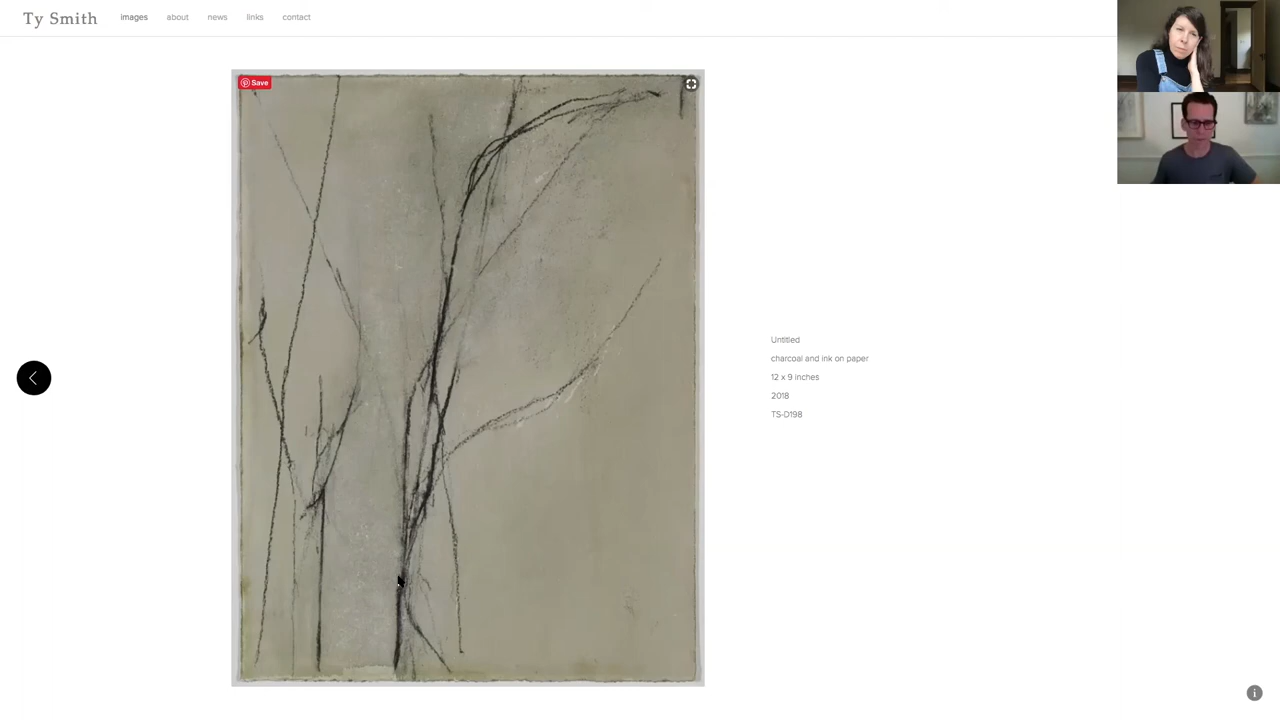 Ty Smith
images about news links contact
Save
Untitled
charcoal and ink on paper
12 x 9 inches
2018
TS-D198
i